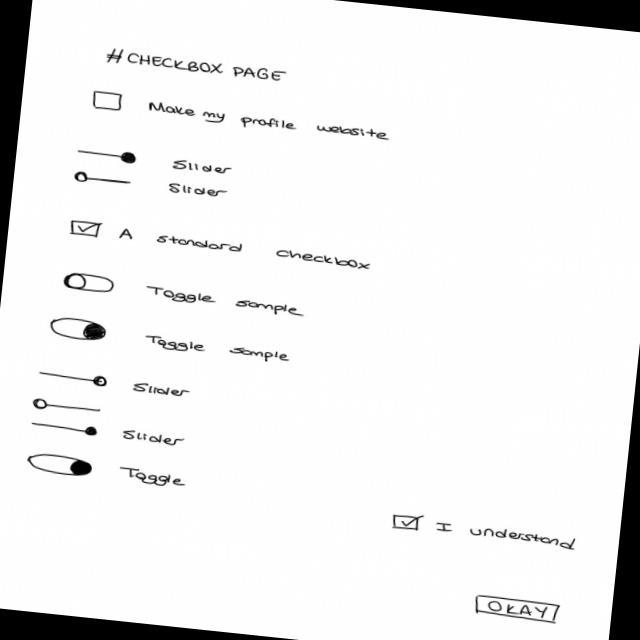 # CHECKBOX PAGE
Make my profile website
Slider
Slider
A standard checkbox
Toggle sample
Toggle sample
Slider
Slider
Toggle
I understand
OKAY